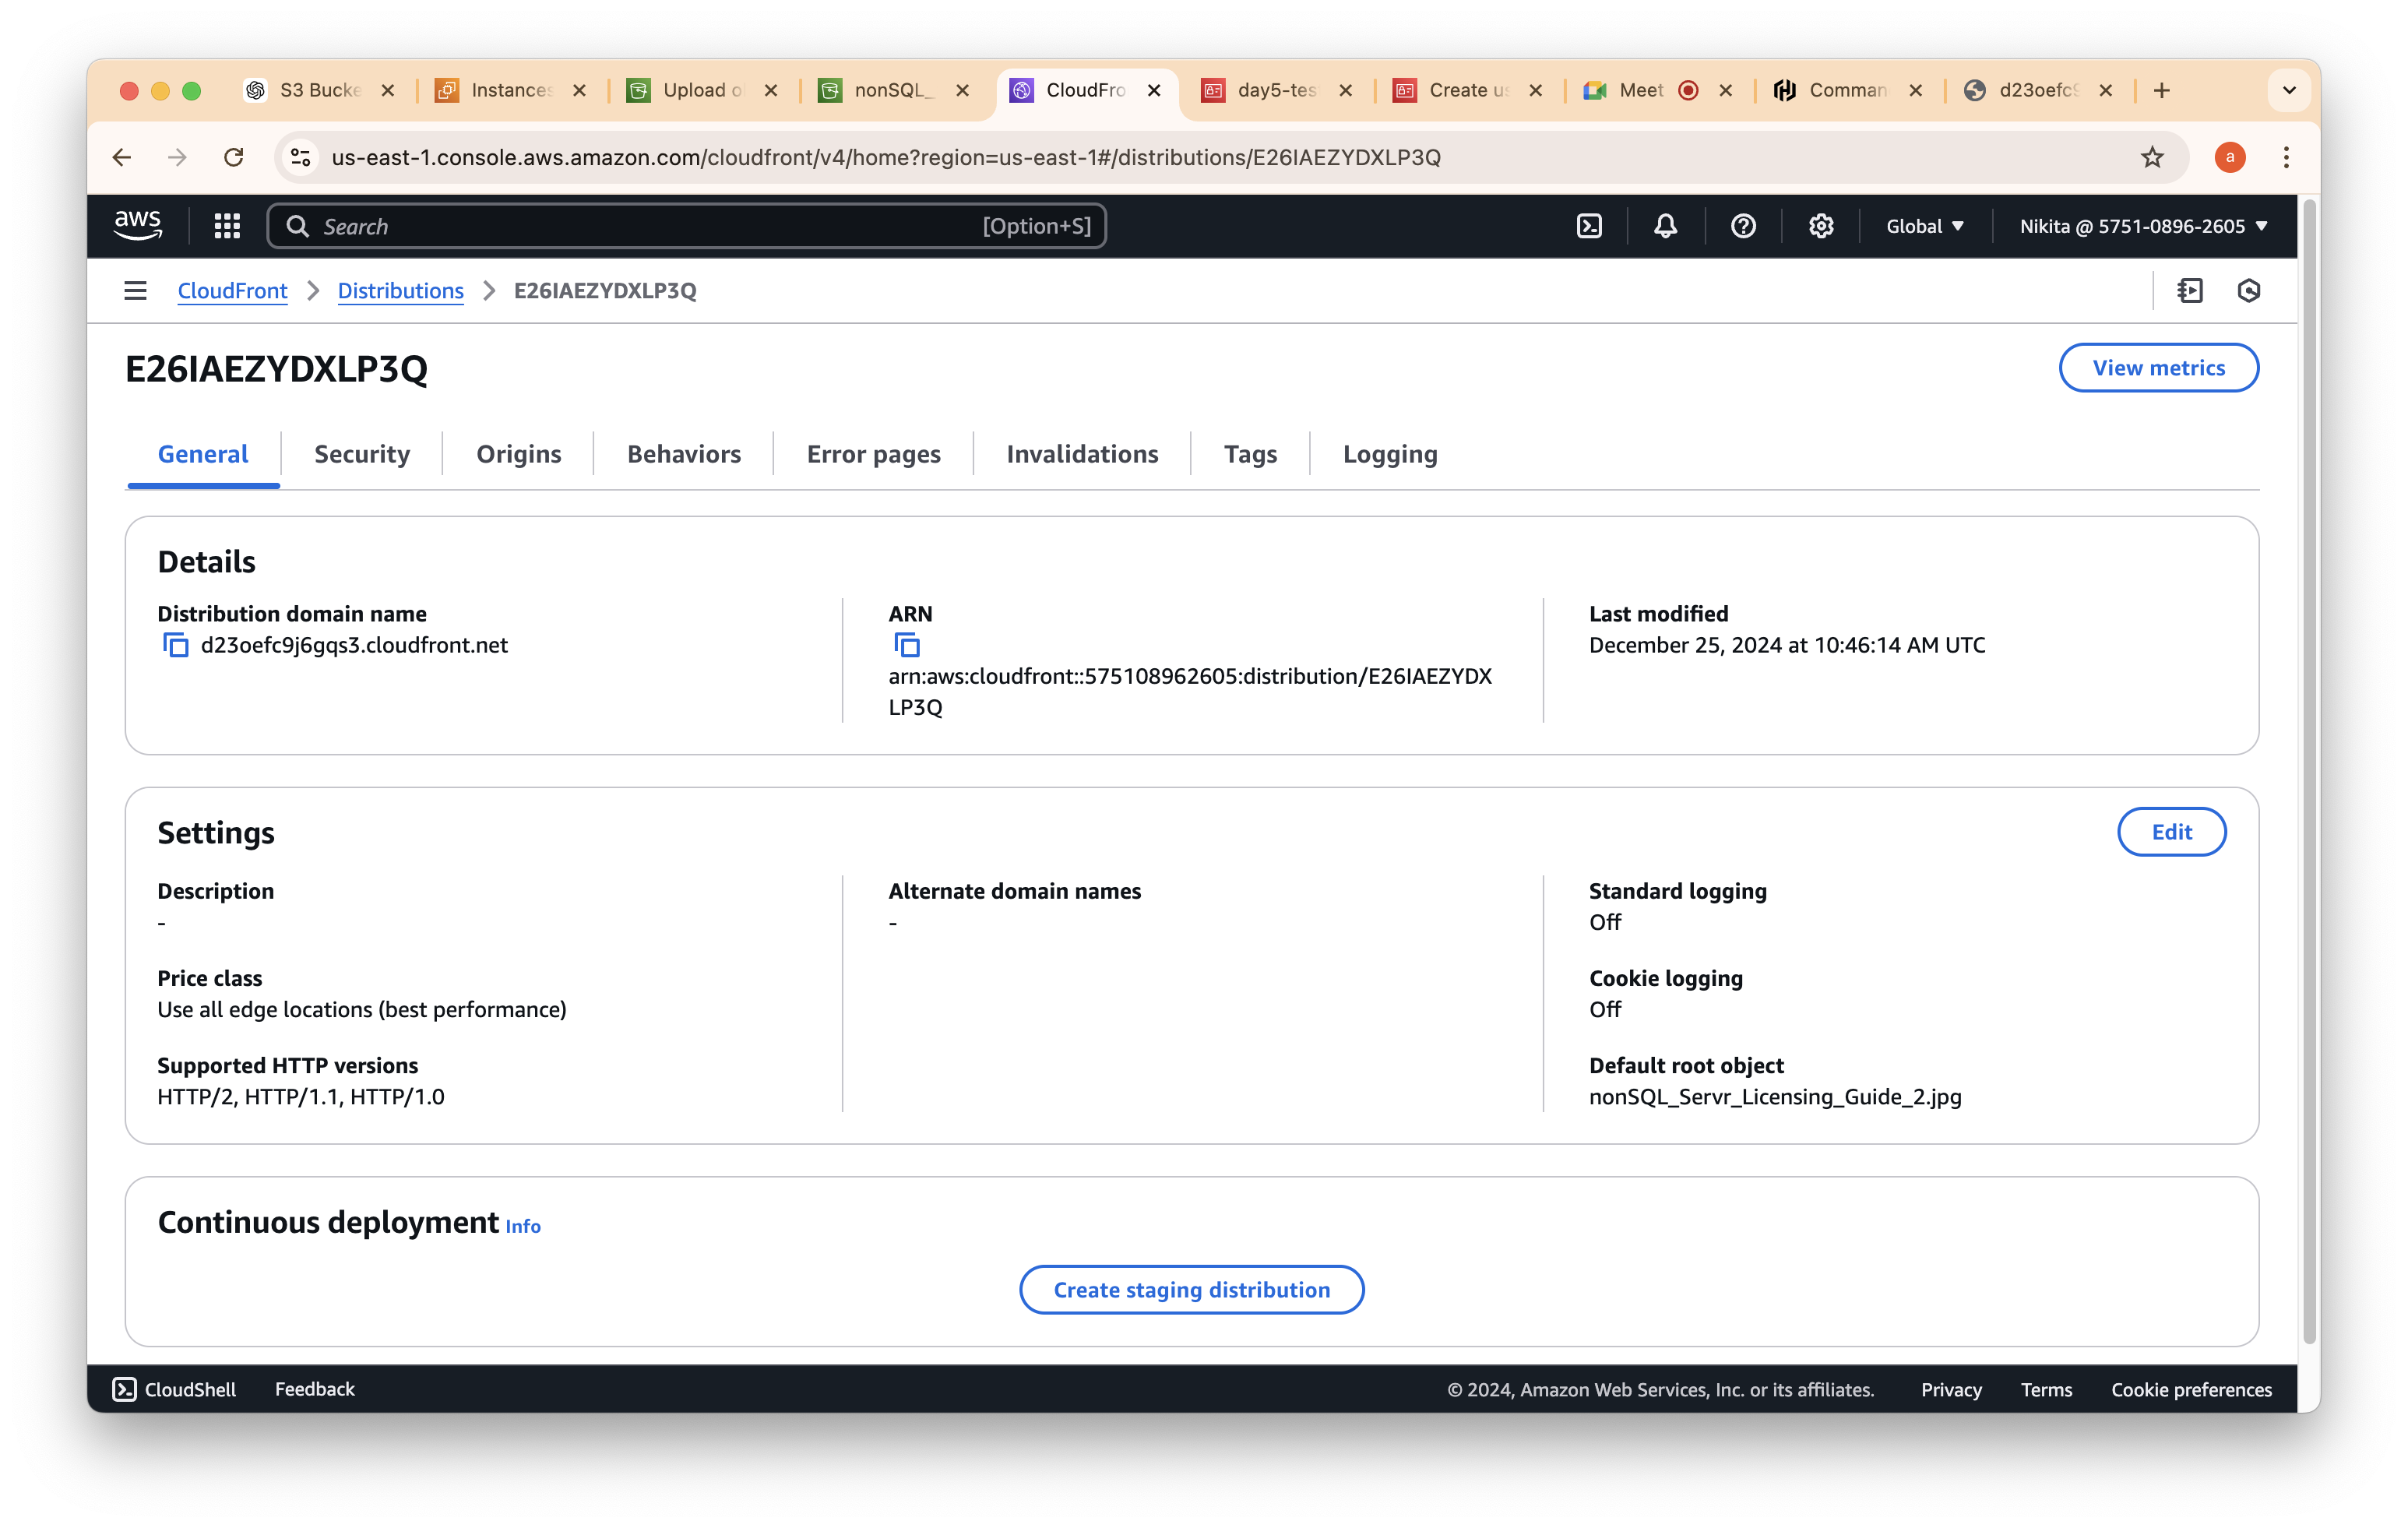 S3 Bucke
Instances
Upload o
nonSQL_
CloudFro
day5-tes
Create us
Meet
Comman
d23oefc9
us-east-1.console.aws.amazon.com/cloudfront/v4/home?region=us-east-1#/distributions/E26IAEZYDXLP3Q
a
aws
Search
[Option+S]
Global
Nikita @ 5751-0896-2605
CloudFront
Distributions
E26IAEZYDXLP3Q
E26IAEZYDXLP3Q
View metrics
General
Security
Origins
Behaviors
Error pages
Invalidations
Tags
Logging
Details
Distribution domain name
d23oefc9j6gqs3.cloudfront.net
ARN
arn:aws:cloudfront::575108962605:distribution/E26IAEZYDX
LP3Q
Last modified
December 25, 2024 at 10:46:14 AM UTC
Settings
Edit
Description
-
Price class
Use all edge locations (best performance)
Supported HTTP versions
HTTP/2, HTTP/1.1, HTTP/1.0
Alternate domain names
-
Standard logging
Off
Cookie logging
Off
Default root object
nonSQL_Servr_Licensing_Guide_2.jpg
Continuous deployment Info
Create staging distribution
CloudShell
Feedback
© 2024, Amazon Web Services, Inc. or its affiliates.
Privacy
Terms
Cookie preferences